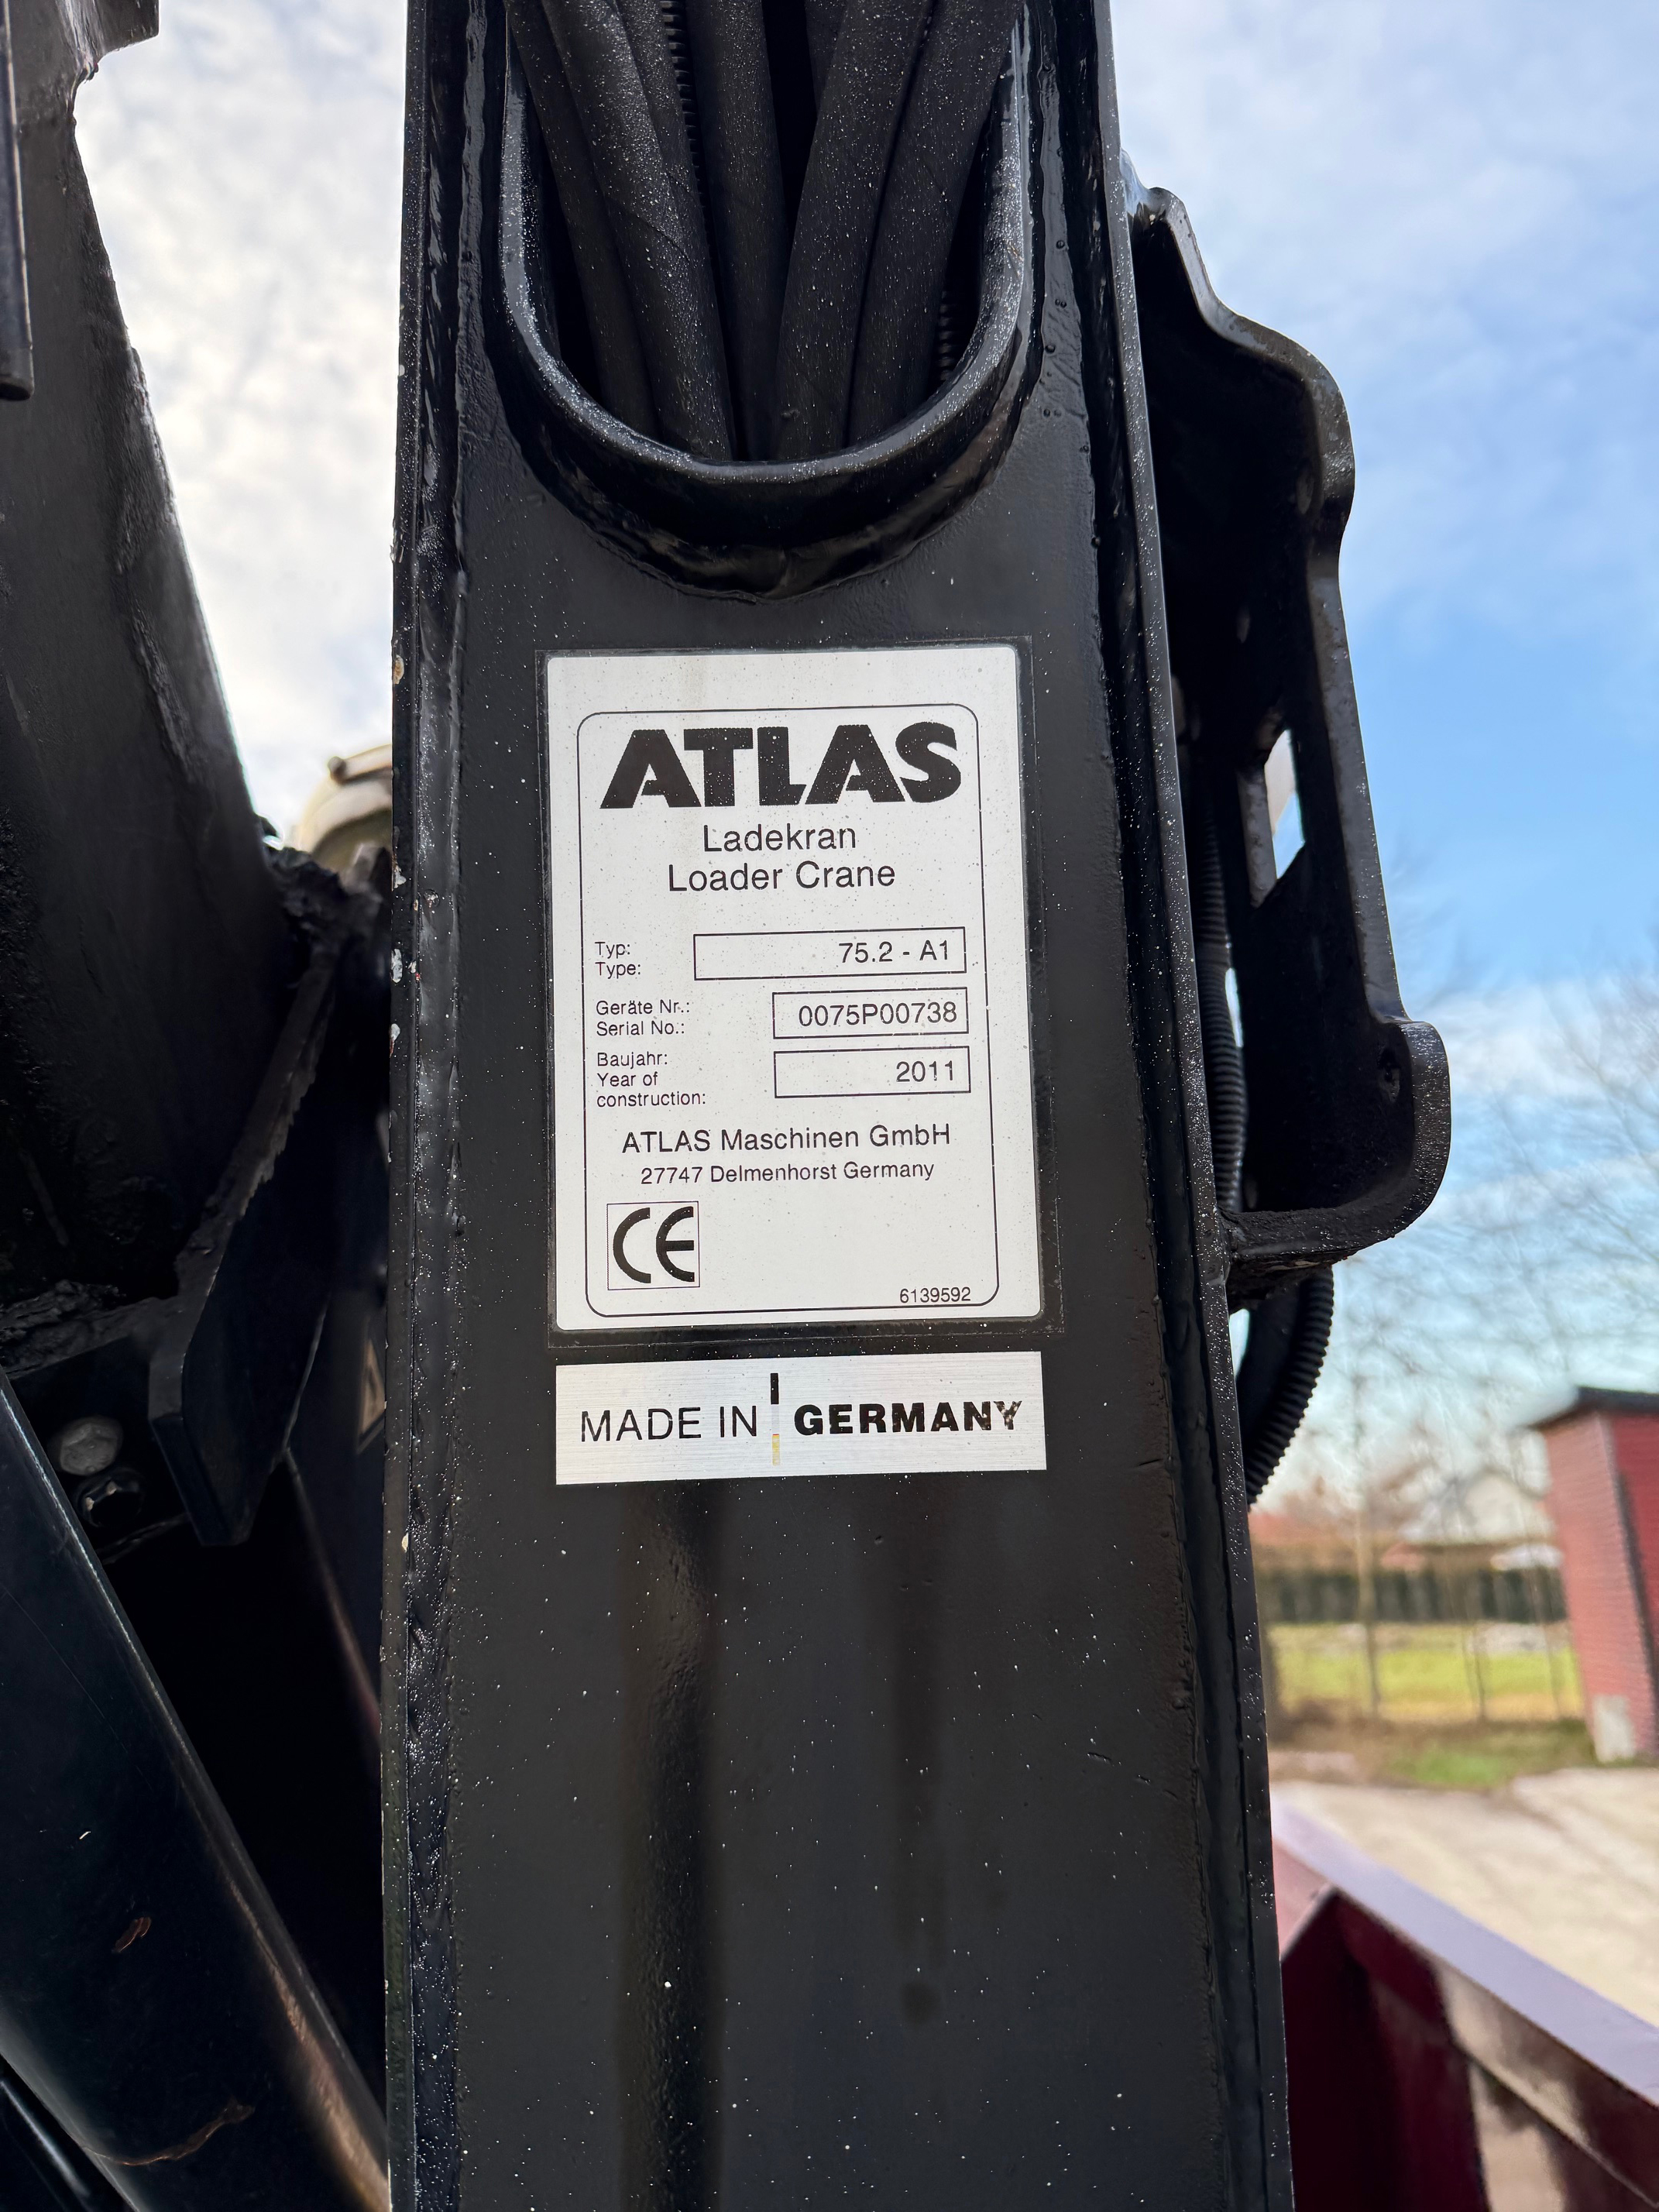 ATLAS
Ladekran
Loader Crane
Typ:
Type:
75.2 - A1
Geräte Nr.:
Serial No.:
0075P00738
Baujahr:
Year of
construction:
2011
ATLAS Maschinen GmbH
27747 Delmenhorst Germany
CE
6139592
MADE IN GERMANY